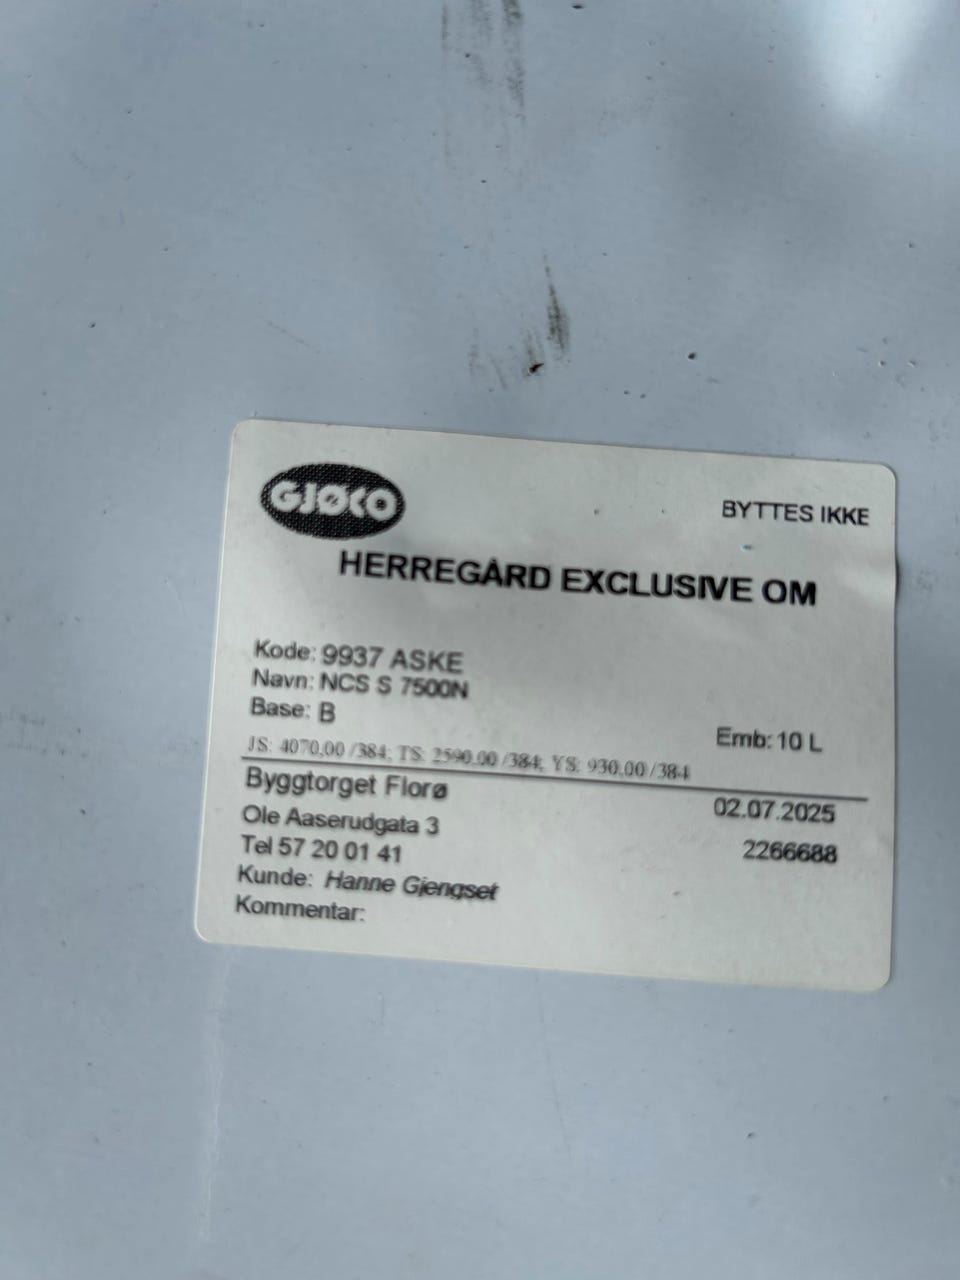 GJØCO
BYTTES IKKE
HERREGÅRD EXCLUSIVE OM
Kode: 9937 ASKE
Navn: NCS S 7500N
Base: B
Emb: 10 L
JS: 4070,00 /384; TS: 2590.00 /384; YS: 930,00 /384
Byggtorget Florø
02.07.2025
Ole Aaserudgata 3
2266688
Tel 57 20 01 41
Kunde: Hanne Gjengset
Kommentar: